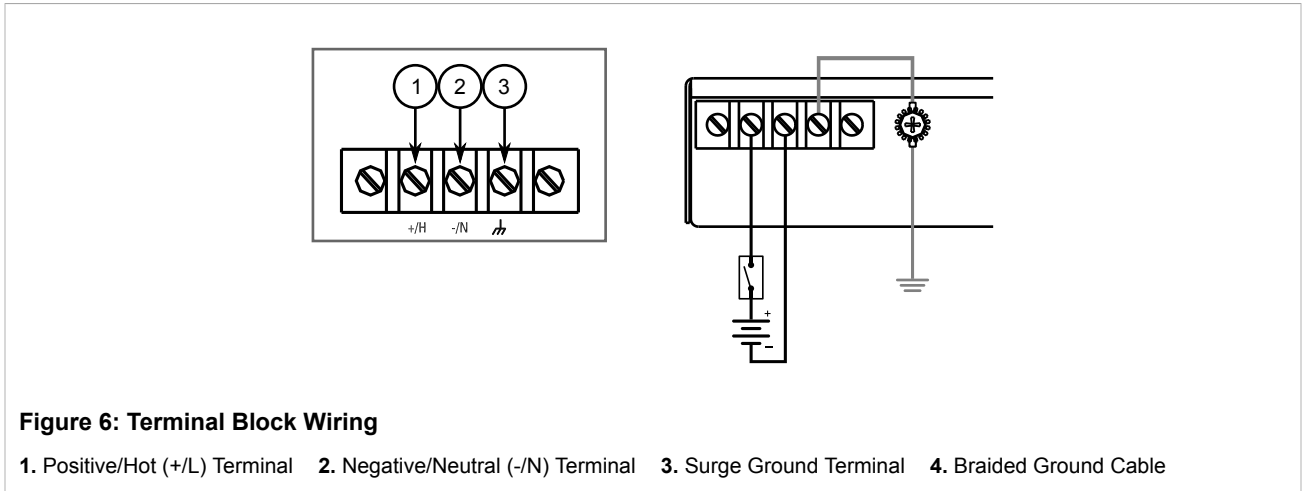 1 2 3
+/H -/N
+
−
Figure 6: Terminal Block Wiring
1. Positive/Hot (+/L) Terminal 2. Negative/Neutral (-/N) Terminal 3. Surge Ground Terminal 4. Braided Ground Cable